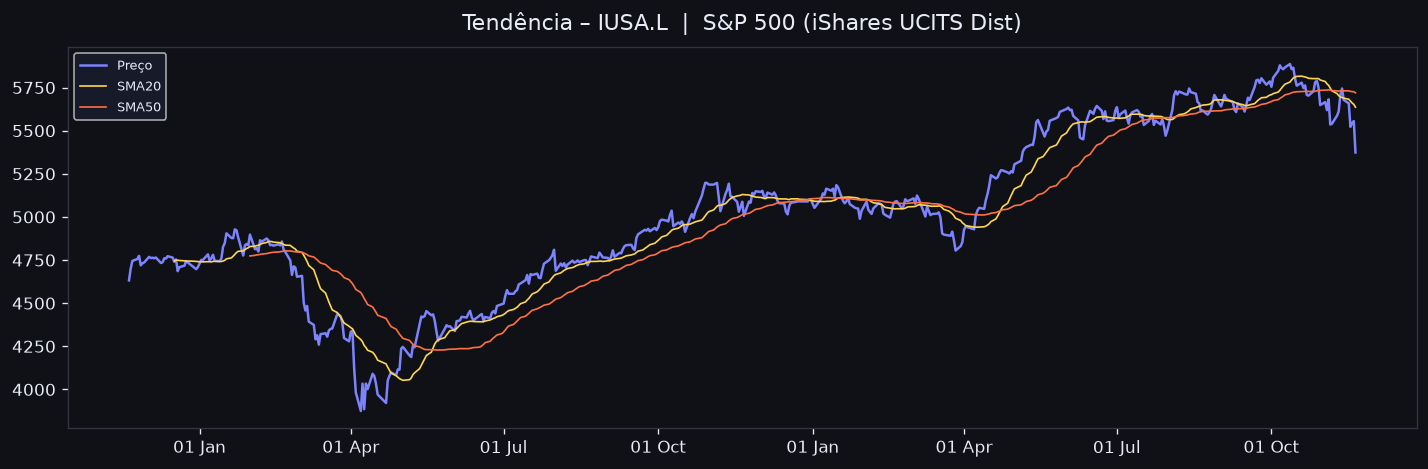 Tendência – IUSA.L | S&P 500 (iShares UCITS Dist)
Preço
SMA20
SMA50
5750
5500
5250
5000
4750
4500
4250
4000
01 Jan 01 Apr 01 Jul 01 Oct 01 Jan 01 Apr 01 Jul 01 Oct